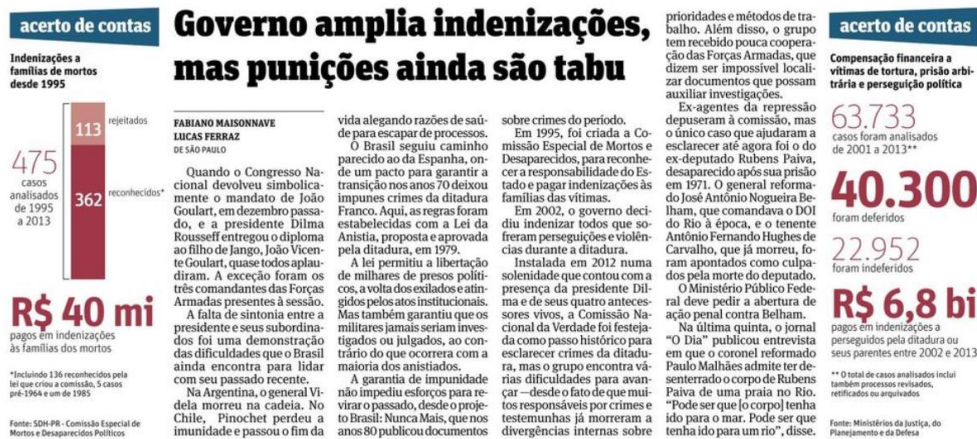 acerto de contas
Indenizações a
famílias de mortos
desde 1995
113
rejeitados
475
casos
analisados
de 1995
a 2013
362
reconhecidos*
R$ 40 mi
pagos em indenizações
às famílias dos mortos
*Incluindo 136 reconhecidos pela
lei que criou a comissão, 5 casos
pré-1964 e um de 1985
Fonte: SDH-PR - Comissão Especial de
Mortos e Desaparecidos Políticos
Governo amplia indenizações,
mas punições ainda são tabu
FABIANO MAISONNAVE
LUCAS FERRAZ
DE SÃO PAULO
Quando o Congresso Na-
cional devolveu simbolica-
mente o mandato de João
Goulart, em dezembro passa-
do, e a presidente Dilma
Rousseff entregou o diploma
ao filho de Jango, João Vicen-
te Goulart, quase todos aplau-
diram. A exceção foram os
três comandantes das Forças
Armadas presentes à sessão.
A falta de sintonia entre a
presidente e seus subordina-
dos foi uma demonstração
das dificuldades que o Brasil
ainda encontra para lidar
com seu passado recente.
Na Argentina, o general Vi-
dela morreu na cadeia. No
Chile, Pinochet perdeu a
imunidade e passou o fim da
vida alegando razões de saú-
de para escapar de processos.
O Brasil seguiu caminho
parecido ao da Espanha, on-
de um pacto para garantir a
transição nos anos 70 deixou
impunes crimes da ditadura
Franco. Aqui, as regras foram
estabelecidas com a Lei da
Anistia, proposta e aprovada
pela ditadura, em 1979.
A lei permitiu a libertação
de milhares de presos políti-
cos, a volta dos exilados e atin-
gidos pelos atos institucionais.
Mas também garantiu que os
militares jamais seriam inves-
tigados ou julgados, ao con-
trário do que ocorrera com a
maioria dos anistiados.
A garantia de impunidade
não impediu esforços para re-
virar o passado, desde o proje-
to Brasil: Nunca Mais, que nos
anos 80 publicou documentos
sobre crimes do período.
Em 1995, foi criada a Co-
missão Especial de Mortos e
Desaparecidos, para reconhe-
cer a responsabilidade do Es-
tado e pagar indenizações às
famílias das vítimas.
Em 2002, o governo deci-
diu indenizar todos que so-
freram perseguições e violên-
cias durante a ditadura.
Instalada em 2012 numa
solenidade que contou com a
presença da presidente Dil-
ma e de seus quatro anteces-
sores vivos, a Comissão Na-
cional da Verdade foi festeja-
da como passo histórico para
esclarecer crimes da ditadu-
ra, mas o grupo encontra vá-
rias dificuldades para avan-
çar —desde o fato de que mui-
tos responsáveis por crimes e
testemunhas já morreram a
divergências internas sobre
prioridades e métodos de tra-
balho. Além disso, o grupo
tem recebido pouca coopera-
ção das Forças Armadas, que
dizem ser impossível locali-
zar documentos que possam
auxiliar investigações.
Ex-agentes da repressão
depuseram à comissão, mas
o único caso que ajudaram a
esclarecer até agora foi o do
ex-deputado Rubens Paiva,
desaparecido após sua prisão
em 1971. O general reforma-
do José Antônio Nogueira Be-
lham, que comandava o DOI
do Rio à época, e o tenente
Antônio Fernando Hughes de
Carvalho, que já morreu, fo-
ram apontados como culpa-
dos pela morte do deputado.
O Ministério Público Fede-
ral deve pedir a abertura de
ação penal contra Belham.
Na última quinta, o jornal
"O Dia" publicou entrevista
em que o coronel reformado
Paulo Malhães admite ter de-
senterrado o corpo de Rubens
Paiva de uma praia no Rio.
"Pode ser que [o corpo] tenha
ido para o mar. Pode ser que
tenha ido para um rio", disse.
acerto de contas
Compensação financeira a
vítimas de tortura, prisão arbi-
trária e perseguição política
63.733
casos foram analisados
de 2001 a 2013**
40.300
foram deferidos
22.952
foram indeferidos
R$ 6,8 bi
pagos em indenizações a
perseguidos pela ditadura ou
seus parentes entre 2002 e 2013
** O total de casos analisados inclui
também processos revisados,
retificados ou arquivados
Fonte: Ministérios da Justiça, do
Planejamento e da Defesa